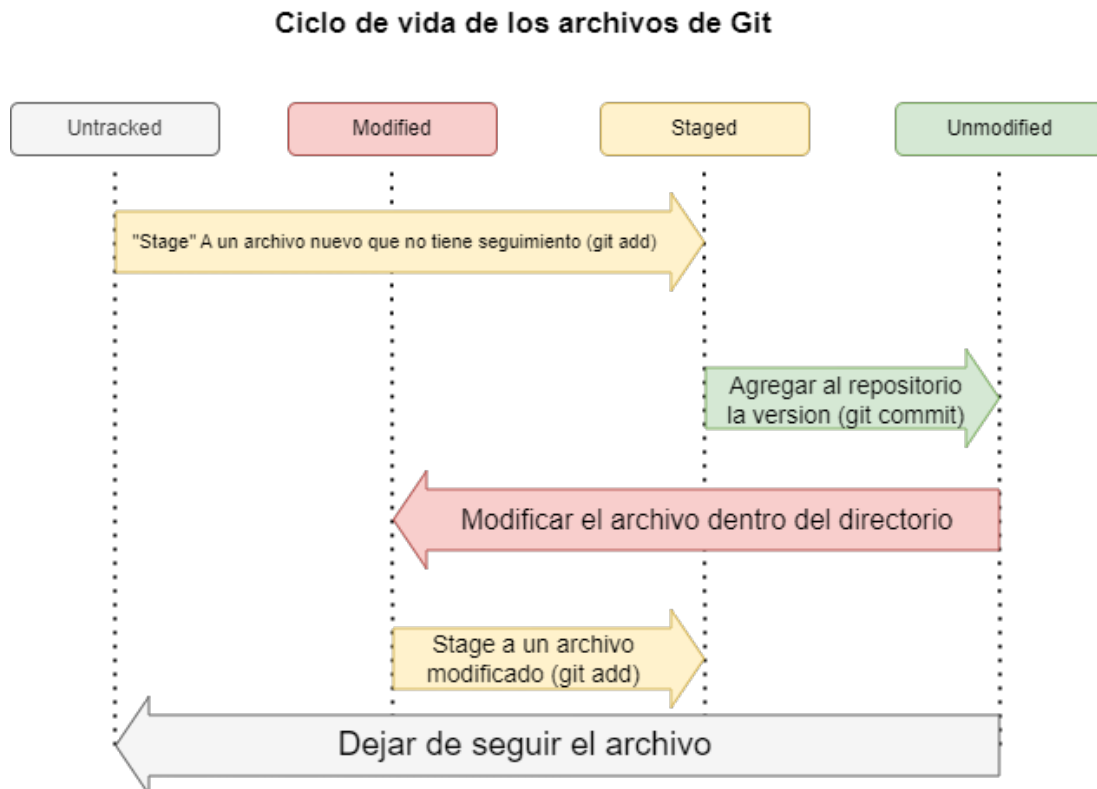 Ciclo de vida de los archivos de Git
Untracked
Modified
Staged
Unmodified
"Stage" A un archivo nuevo que no tiene seguimiento (git add)
Agregar al repositorio
la version (git commit)
Modificar el archivo dentro del directorio
Stage a un archivo
modificado (git add)
Dejar de seguir el archivo